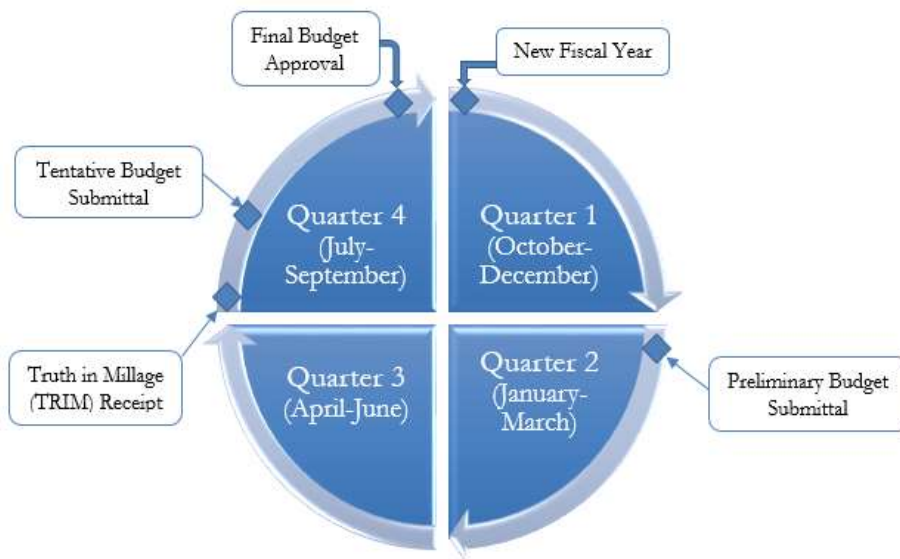 Final Budget
Approval
New Fiscal Year
Tentative Budget
Submittal
Quarter 4
(July-
September)
Quarter 1
(October-
December)
Truth in Millage
(TRIM) Receipt
Quarter 3
(April-June)
Quarter 2
(January-
March)
Preliminary Budget
Submittal